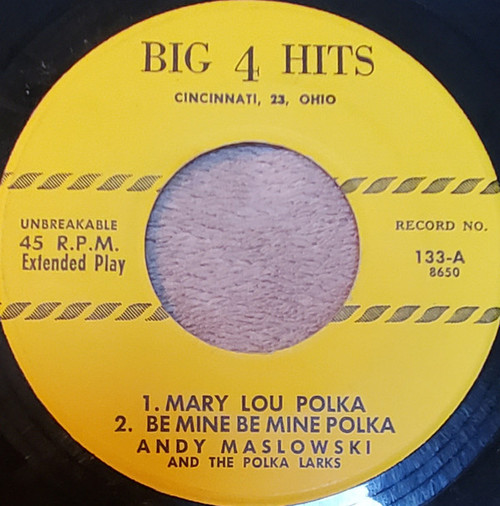 BIG 4 HITS
CINCINNATI, 23, OHIO
UNBREAKABLE
45 R.P.M.
Extended Play
RECORD NO.
133-A
8650
1. MARY LOU POLKA
2. BE MINE BE MINE POLKA
ANDY MASLOWSKI
AND THE POLKA LARKS